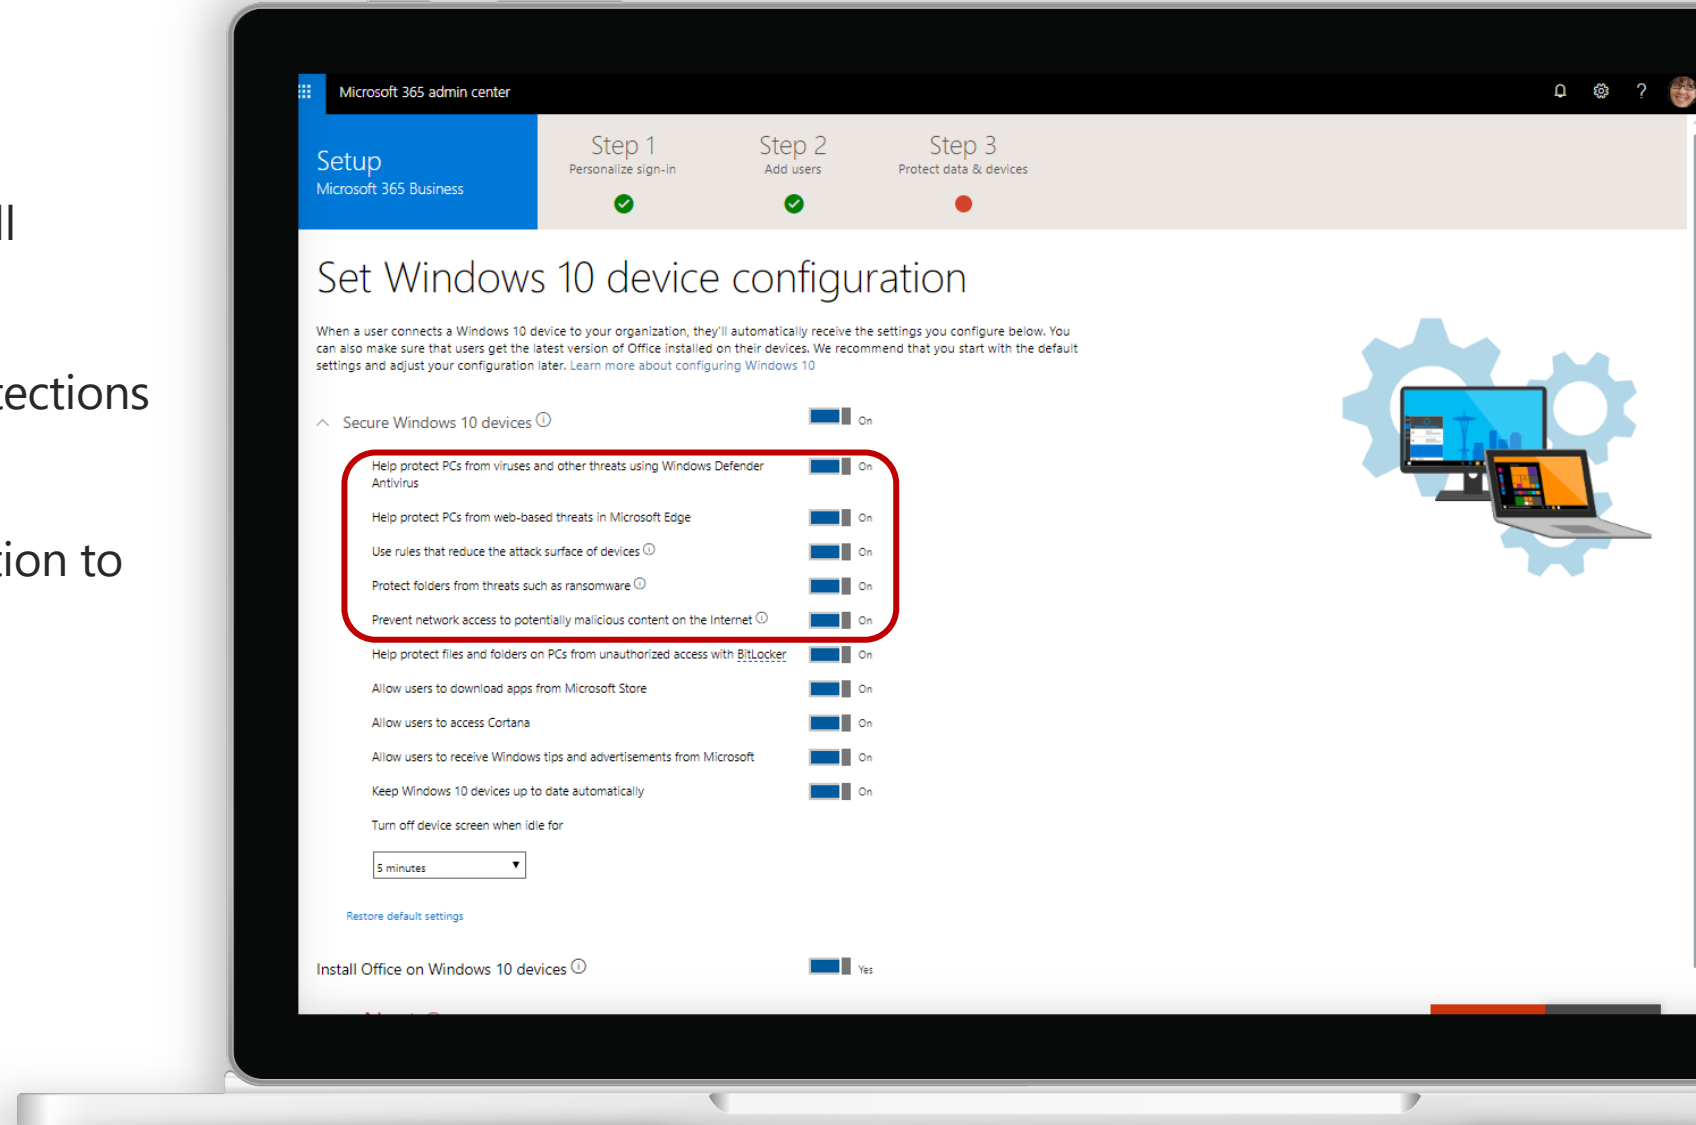 ll
tections
tion to
Microsoft 365 admin center
?
Setup
Microsoft 365 Business
Step 1
Personalize sign-in
Step 2
Add users
Step 3
Protect data & devices
Set Windows 10 device configuration
When a user connects a Windows 10 device to your organization, they'll automatically receive the settings you configure below. You
can also make sure that users get the latest version of Office installed on their devices. We recommend that you start with the default
settings and adjust your configuration later. Learn more about configuring Windows 10
Secure Windows 10 devices On
Help protect PCs from viruses and other threats using Windows Defender On
Antivirus
Help protect PCs from web-based threats in Microsoft Edge On
Use rules that reduce the attack surface of devices On
Protect folders from threats such as ransomware On
Prevent network access to potentially malicious content on the Internet On
Help protect files and folders on PCs from unauthorized access with BitLocker On
Allow users to download apps from Microsoft Store On
Allow users to access Cortana On
Allow users to receive Windows tips and advertisements from Microsoft On
Keep Windows 10 devices up to date automatically On
Turn off device screen when idle for
5 minutes
Restore default settings
Install Office on Windows 10 devices Yes